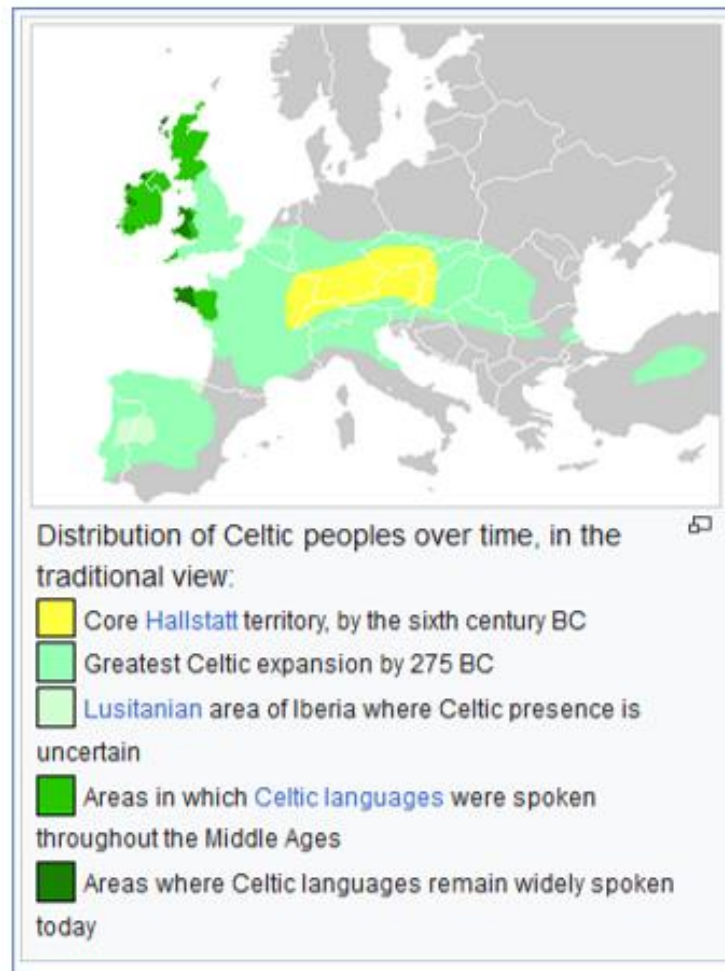 Distribution of Celtic peoples over time, in the
traditional view:
Core Hallstatt territory, by the sixth century BC
Greatest Celtic expansion by 275 BC
Lusitanian area of Iberia where Celtic presence is
uncertain
Areas in which Celtic languages were spoken
throughout the Middle Ages
Areas where Celtic languages remain widely spoken
today